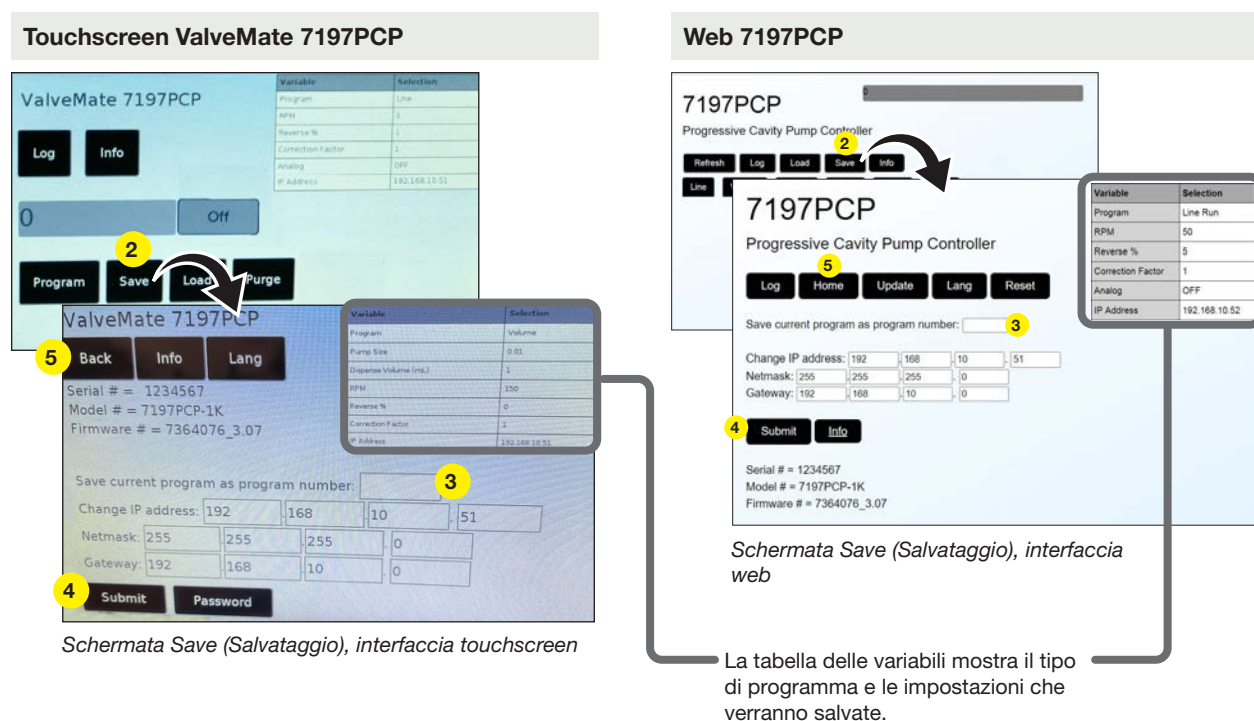 Touchscreen ValveMate 7197PCP
ValveMate 7197PCP
Variable Selection
Program Line
RPM 1
Reverse % 1
Correction Factor 1
Analog OFF
IP Address 192.168.10.51
Log Info
0 Off
2
Program Save Load Purge
ValveMate 7197PCP
5 Back Info Lang
Serial # = 1234567
Model # = 7197PCP-1K
Firmware # = 7364076_3.07
Variable Selection
Program Volume
Pump Size 0.01
Dispense Volume (mL) 1
RPM 150
Reverse % 0
Correction Factor 1
IP Address 192.168.10.51
Save current program as program number: 3
Change IP address: 192 .168 .10 . 51
Netmask: 255 .255 .255 . 0
Gateway: 192 .168 .10 . 0
4 Submit Password
Schermata Save (Salvataggio), interfaccia touchscreen
Web 7197PCP
0
7197PCP
Progressive Cavity Pump Controller
2
Refresh Log Load Save Info
Line
7197PCP
Progressive Cavity Pump Controller
5
Log Home Update Lang Reset
Save current program as program number: 3
Change IP address: 192 . 168 . 10 . 51
Netmask: 255 . 255 . 255 . 0
Gateway: 192 . 168 . 10 . 0
4 Submit Info
Serial # = 1234567
Model # = 7197PCP-1K
Firmware # = 7364076_3.07
Variable Selection
Program Line Run
RPM 50
Reverse % 5
Correction Factor 1
Analog OFF
IP Address 192.168.10.52
Schermata Save (Salvataggio), interfaccia
web
La tabella delle variabili mostra il tipo
di programma e le impostazioni che
verranno salvate.